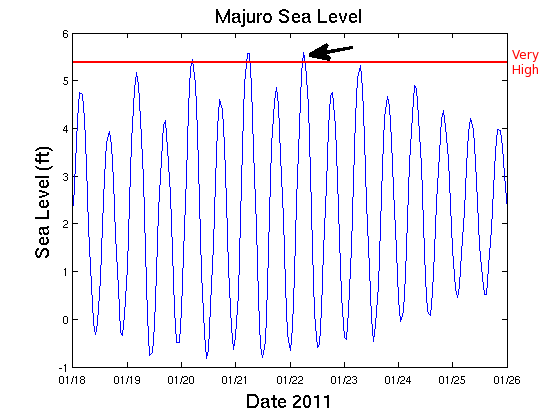 Majuro Sea Level
6
5
4
3
2
1
0
-1
Sea Level (ft)
Very
High
01/18 01/19 01/20 01/21 01/22 01/23 01/24 01/25 01/26
Date 2011